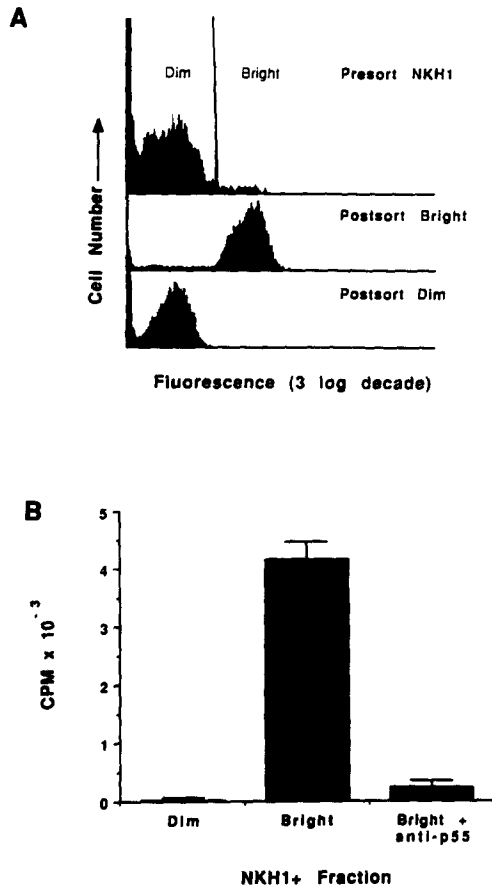 A
Dim Bright Presort NKH1
Postsort Bright
Postsort Dim
Cell Number
Fluorescence (3 log decade)
B
5
4
3
2
1
0
CPM x 10⁻³
Dim Bright Bright +
anti-p55
NKH1+ Fraction